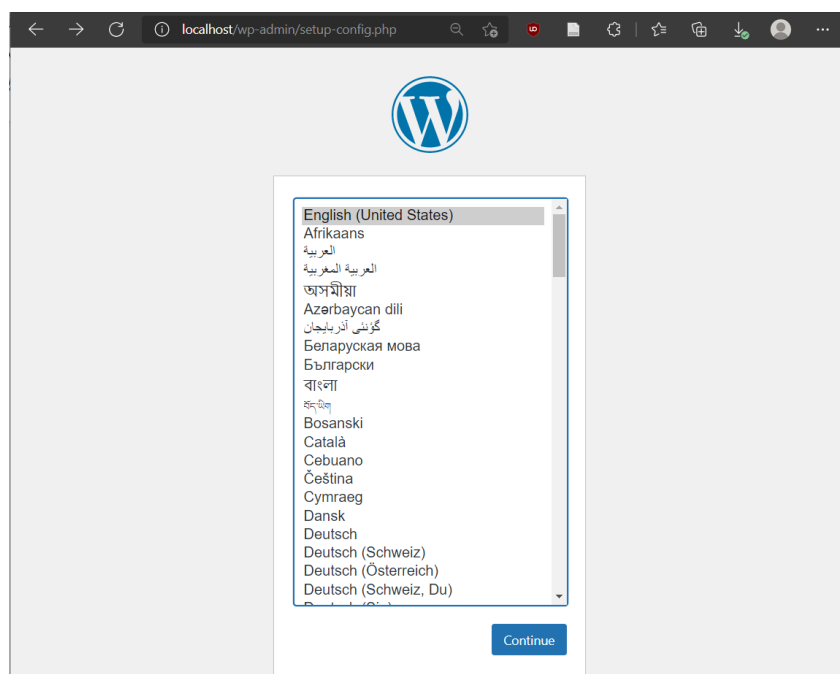 localhost/wp-admin/setup-config.php
English (United States)
Afrikaans
العربية
العربية المغربية
অসমীয়া
Azərbaycan dili
گؤنئی آذربایجان
Беларуская мова
Български
বাংলা
བོད་ཡིག
Bosanski
Català
Cebuano
Čeština
Cymraeg
Dansk
Deutsch
Deutsch (Schweiz)
Deutsch (Österreich)
Deutsch (Schweiz, Du)
Continue